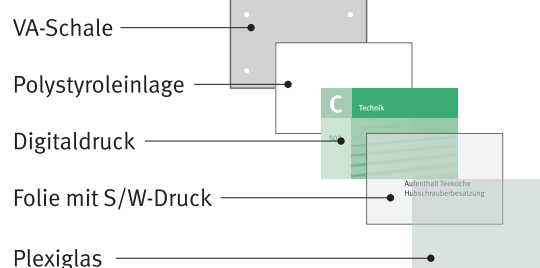 VA-Schale
Polystyroleinlage
C Technik
Digitaldruck
Aufenthalt Teeküche
Hubschrauberbesatzung
Folie mit S/W-Druck
Plexiglas